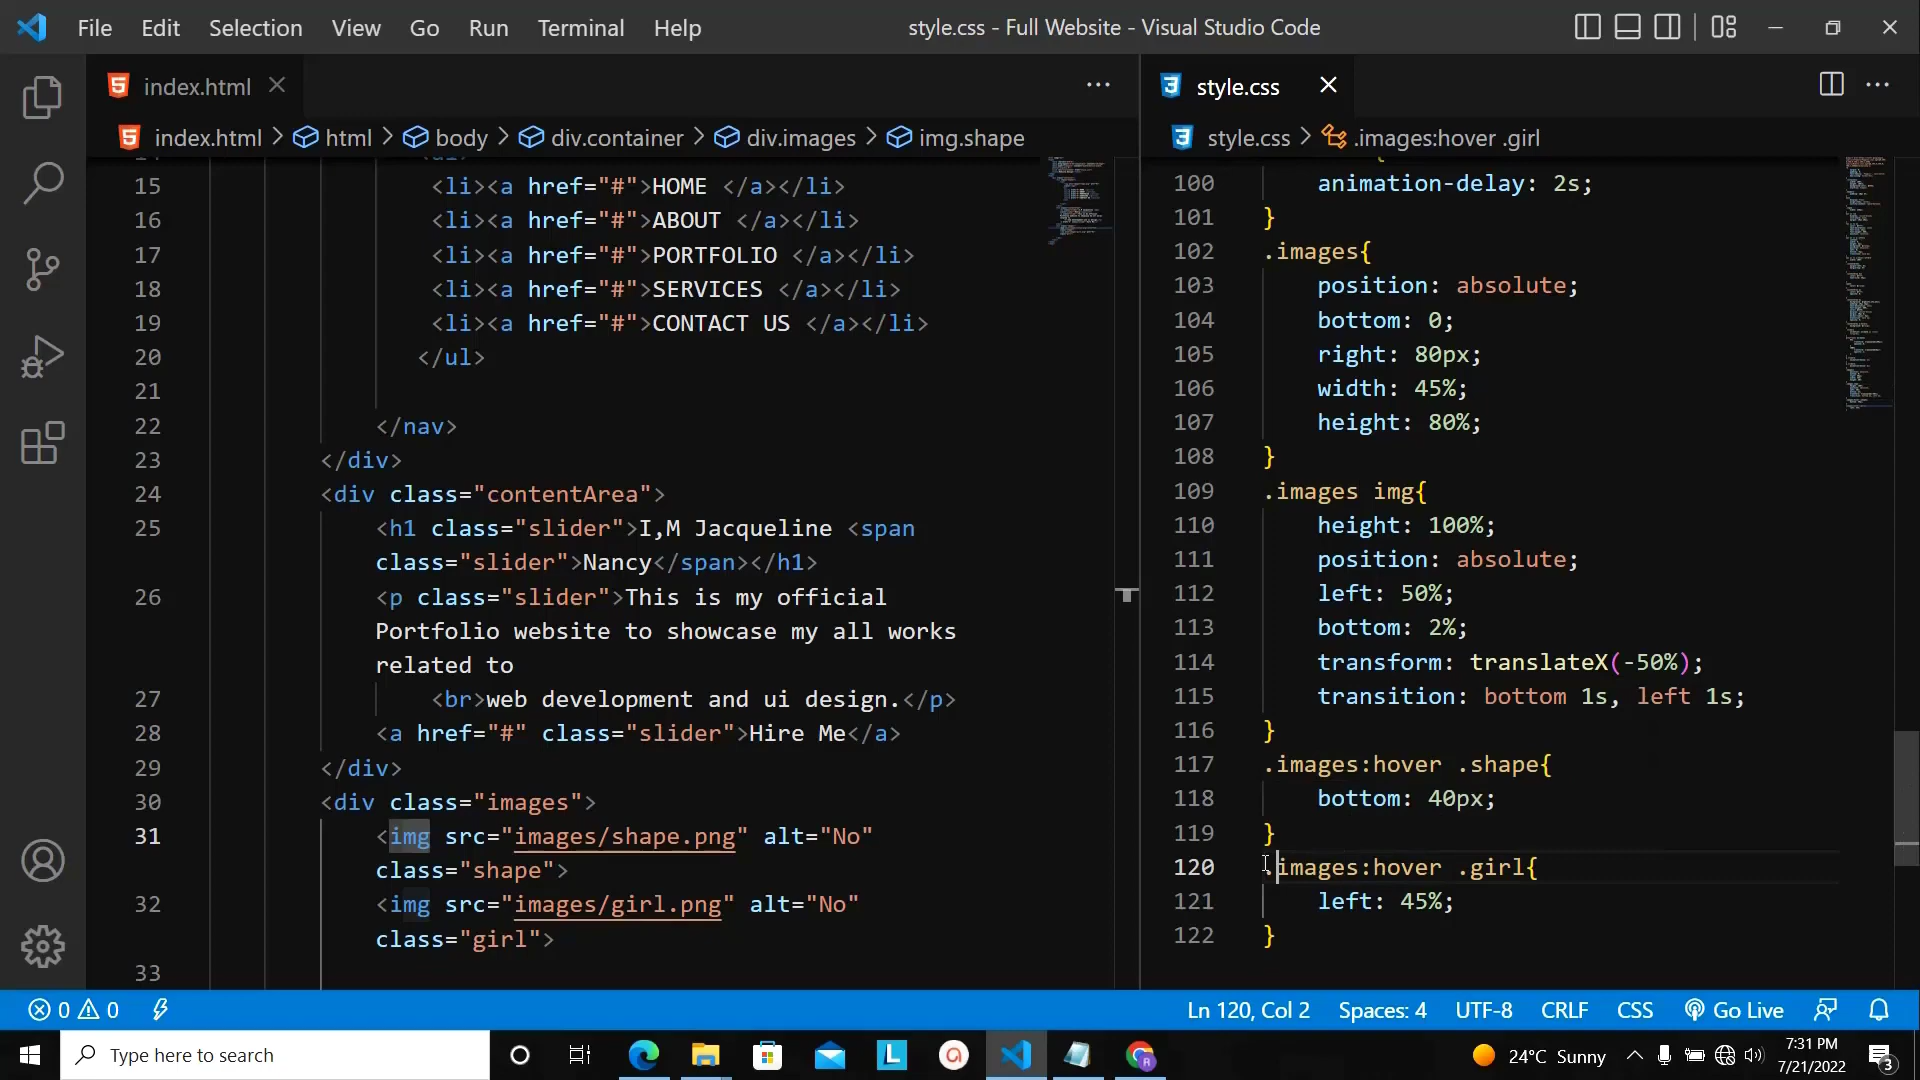 File Edit Selection View Go Run Terminal Help
style.css - Full Website - Visual Studio Code
index.html
index.html > html > body > div.container > div.images > img.shape
15 <li><a href="#">HOME </a></li>
16 <li><a href="#">ABOUT </a></li>
17 <li><a href="#">PORTFOLIO </a></li>
18 <li><a href="#">SERVICES </a></li>
19 <li><a href="#">CONTACT US </a></li>
20 </ul>
21
22 </nav>
23 </div>
24 <div class="contentArea">
25 <h1 class="slider">I,M Jacqueline <span
class="slider">Nancy</span></h1>
26 <p class="slider">This is my official
Portfolio website to showcase my all works
related to
27 <br>web development and ui design.</p>
28 <a href="#" class="slider">Hire Me</a>
29 </div>
30 <div class="images">
31 <img src="images/shape.png" alt="No"
class="shape">
32 <img src="images/girl.png" alt="No"
class="girl">
33
style.css
style.css > .images:hover .girl
100 animation-delay: 2s;
101 }
102 .images{
103 position: absolute;
104 bottom: 0;
105 right: 80px;
106 width: 45%;
107 height: 80%;
108 }
109 .images img{
110 height: 100%;
111 position: absolute;
112 left: 50%;
113 bottom: 2%;
114 transform: translateX(-50%);
115 transition: bottom 1s, left 1s;
116 }
117 .images:hover .shape{
118 bottom: 40px;
119 }
120 .images:hover .girl{
121 left: 45%;
122 }
0 0
Ln 120, Col 2 Spaces: 4 UTF-8 CRLF CSS Go Live
Type here to search
24°C Sunny
7:31 PM
7/21/2022
3